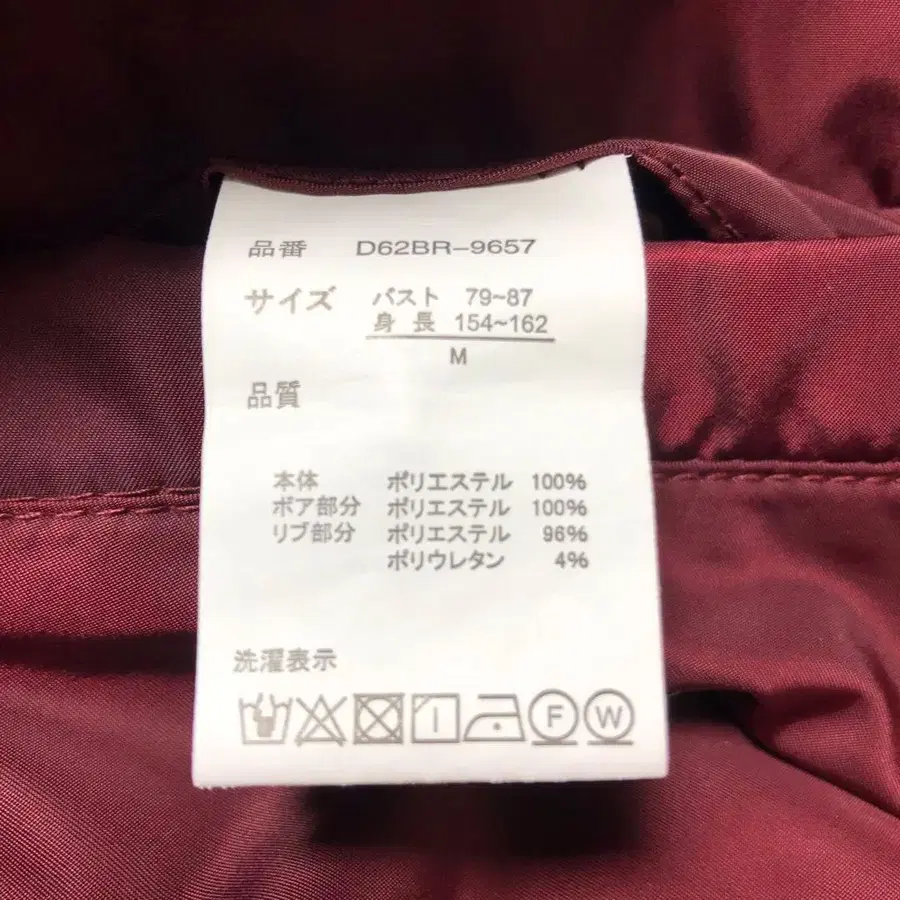 品番 D62BR-9657
サイズ バスト 79~87
身長 154~162
M
品質
本体 ポリエステル 100%
ボア部分 ポリエステル 100%
リブ部分 ポリエステル 96%
ポリウレタン 4%
洗濯表示
F W